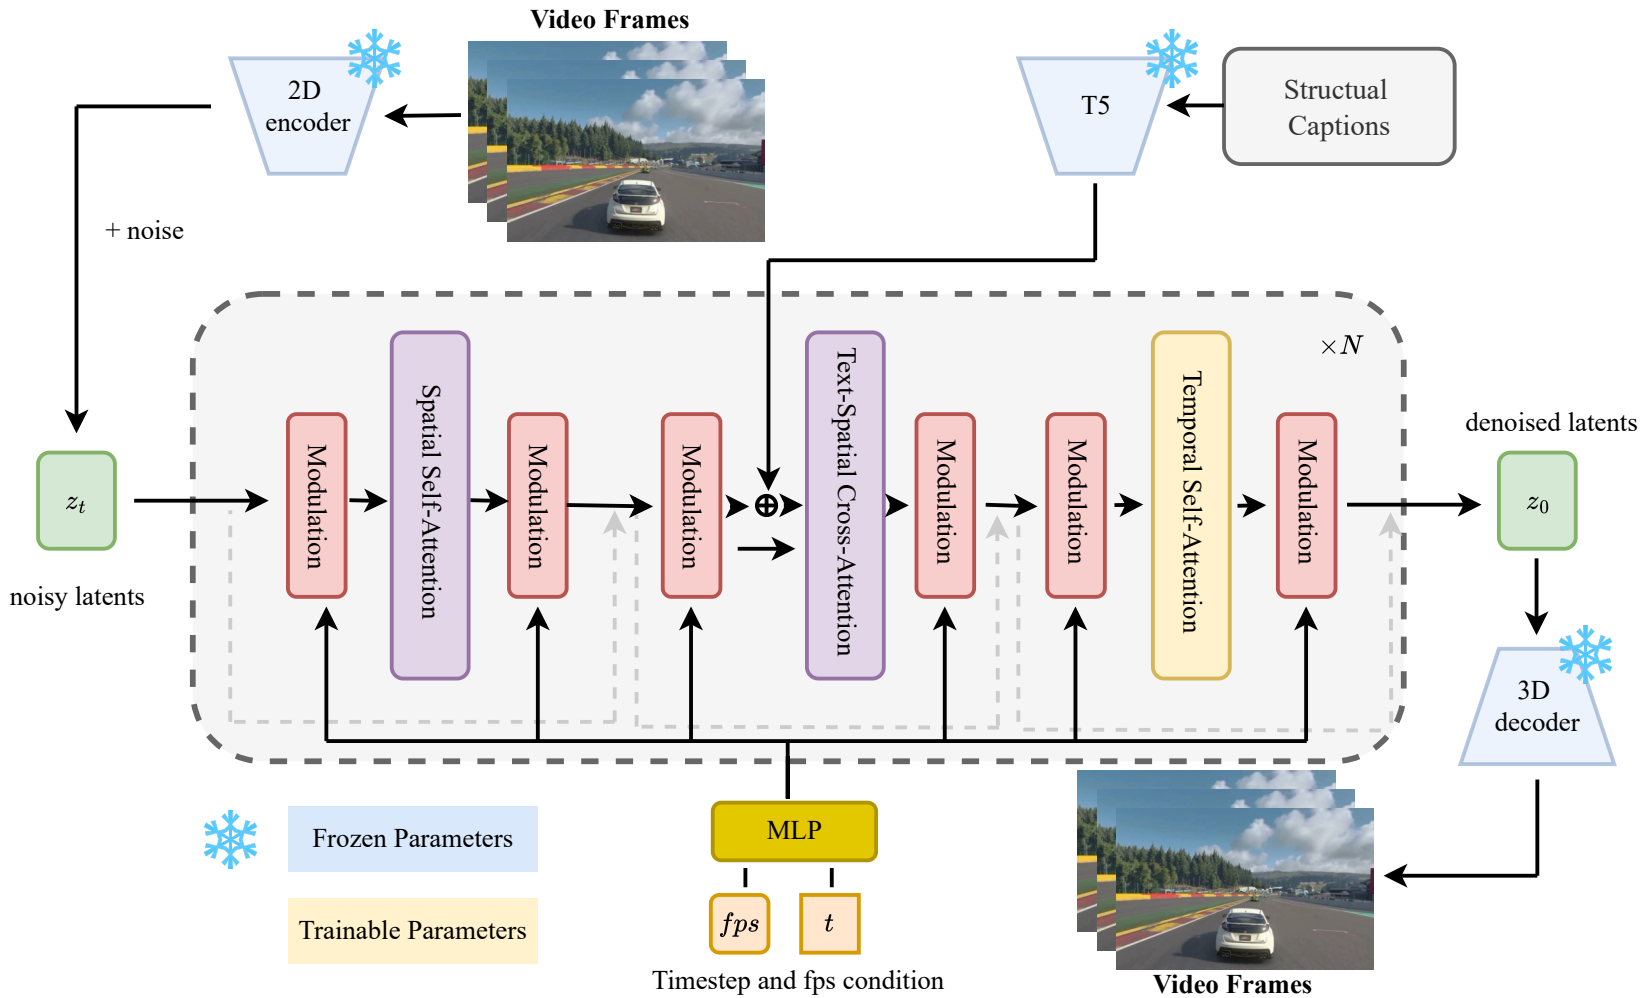 Video Frames
2D
encoder
T5
Structual
Captions
+ noise
×N
Spatial Self-Attention
Text-Spatial Cross-Attention
Temporal Self-Attention
Modulation
Modulation
Modulation
Modulation
Modulation
Modulation
z_t
noisy latents
denoised latents
z_0
3D
decoder
MLP
fps
t
Timestep and fps condition
Frozen Parameters
Trainable Parameters
Video Frames